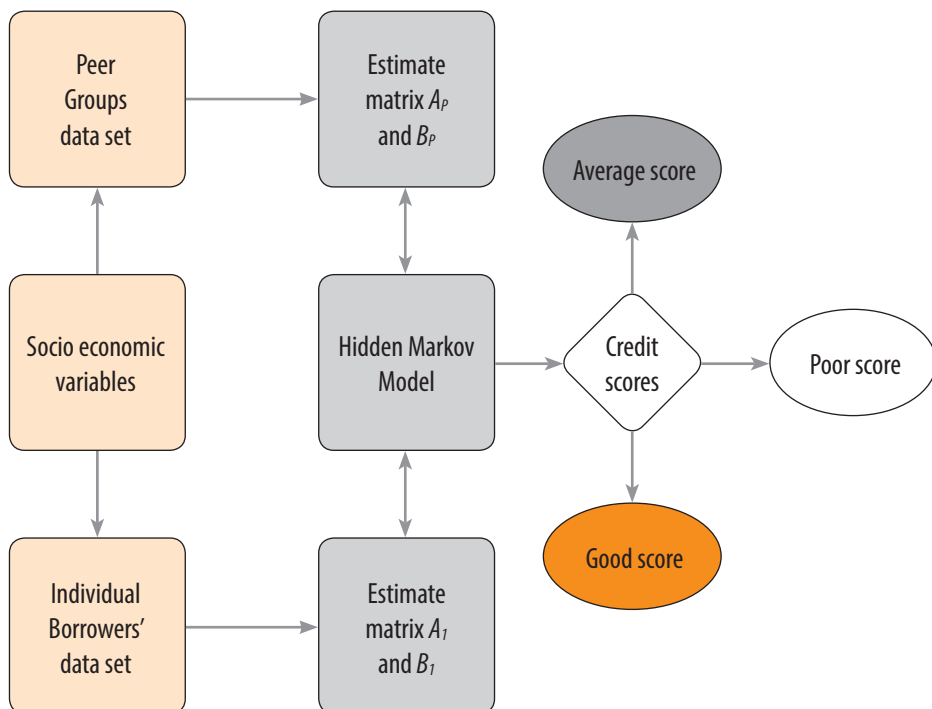 Peer
Groups
data set
Estimate
matrix Aₚ
and Bₚ
Average score
Socio economic
variables
Hidden Markov
Model
Credit
scores
Poor score
Good score
Individual
Borrowers’
data set
Estimate
matrix A₁
and B₁